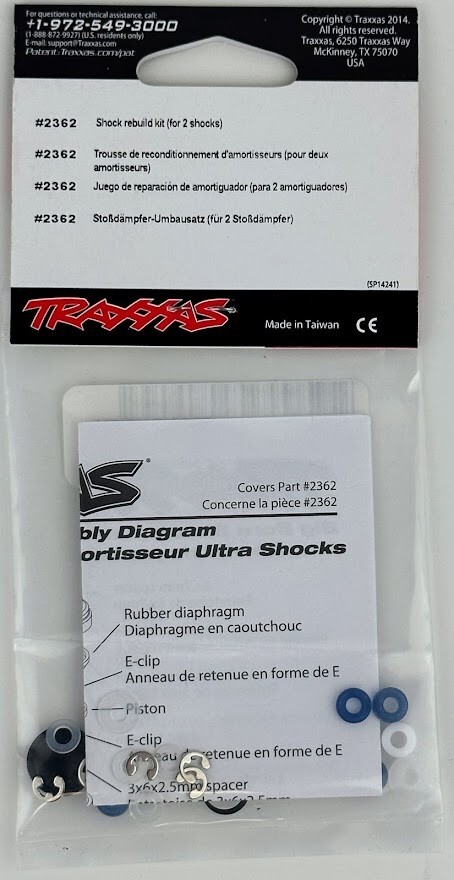 For questions or technical assistance, call:
+1-972-549-3000
(1-888-872-9927) (U.S. residents only)
E-mail: support@Traxxas.com
Patent: Traxxas.com/pat
Copyright © Traxxas 2014.
All rights reserved.
Traxxas, 6250 Traxxas Way
McKinney, TX 75070
USA
#2362 Shock rebuild kit (for 2 shocks)
#2362 Trousse de reconditionnement d'amortisseurs (pour deux
amortisseurs)
#2362 Juego de reparación de amortiguador (para 2 amortiguadores)
#2362 Stoßdämpfer-Umbausatz (für 2 Stoßdämpfer)
(SP14241)
TRAXXAS
Made in Taiwan CE
AS
Covers Part #2362
Concerne la pièce #2362
bly Diagram
ortisseur Ultra Shocks
Rubber diaphragm
Diaphragme en caoutchouc
E-clip
Anneau de retenue en forme de E
Piston
E-clip
Anneau de retenue en forme de E
3x6x2.5mm spacer